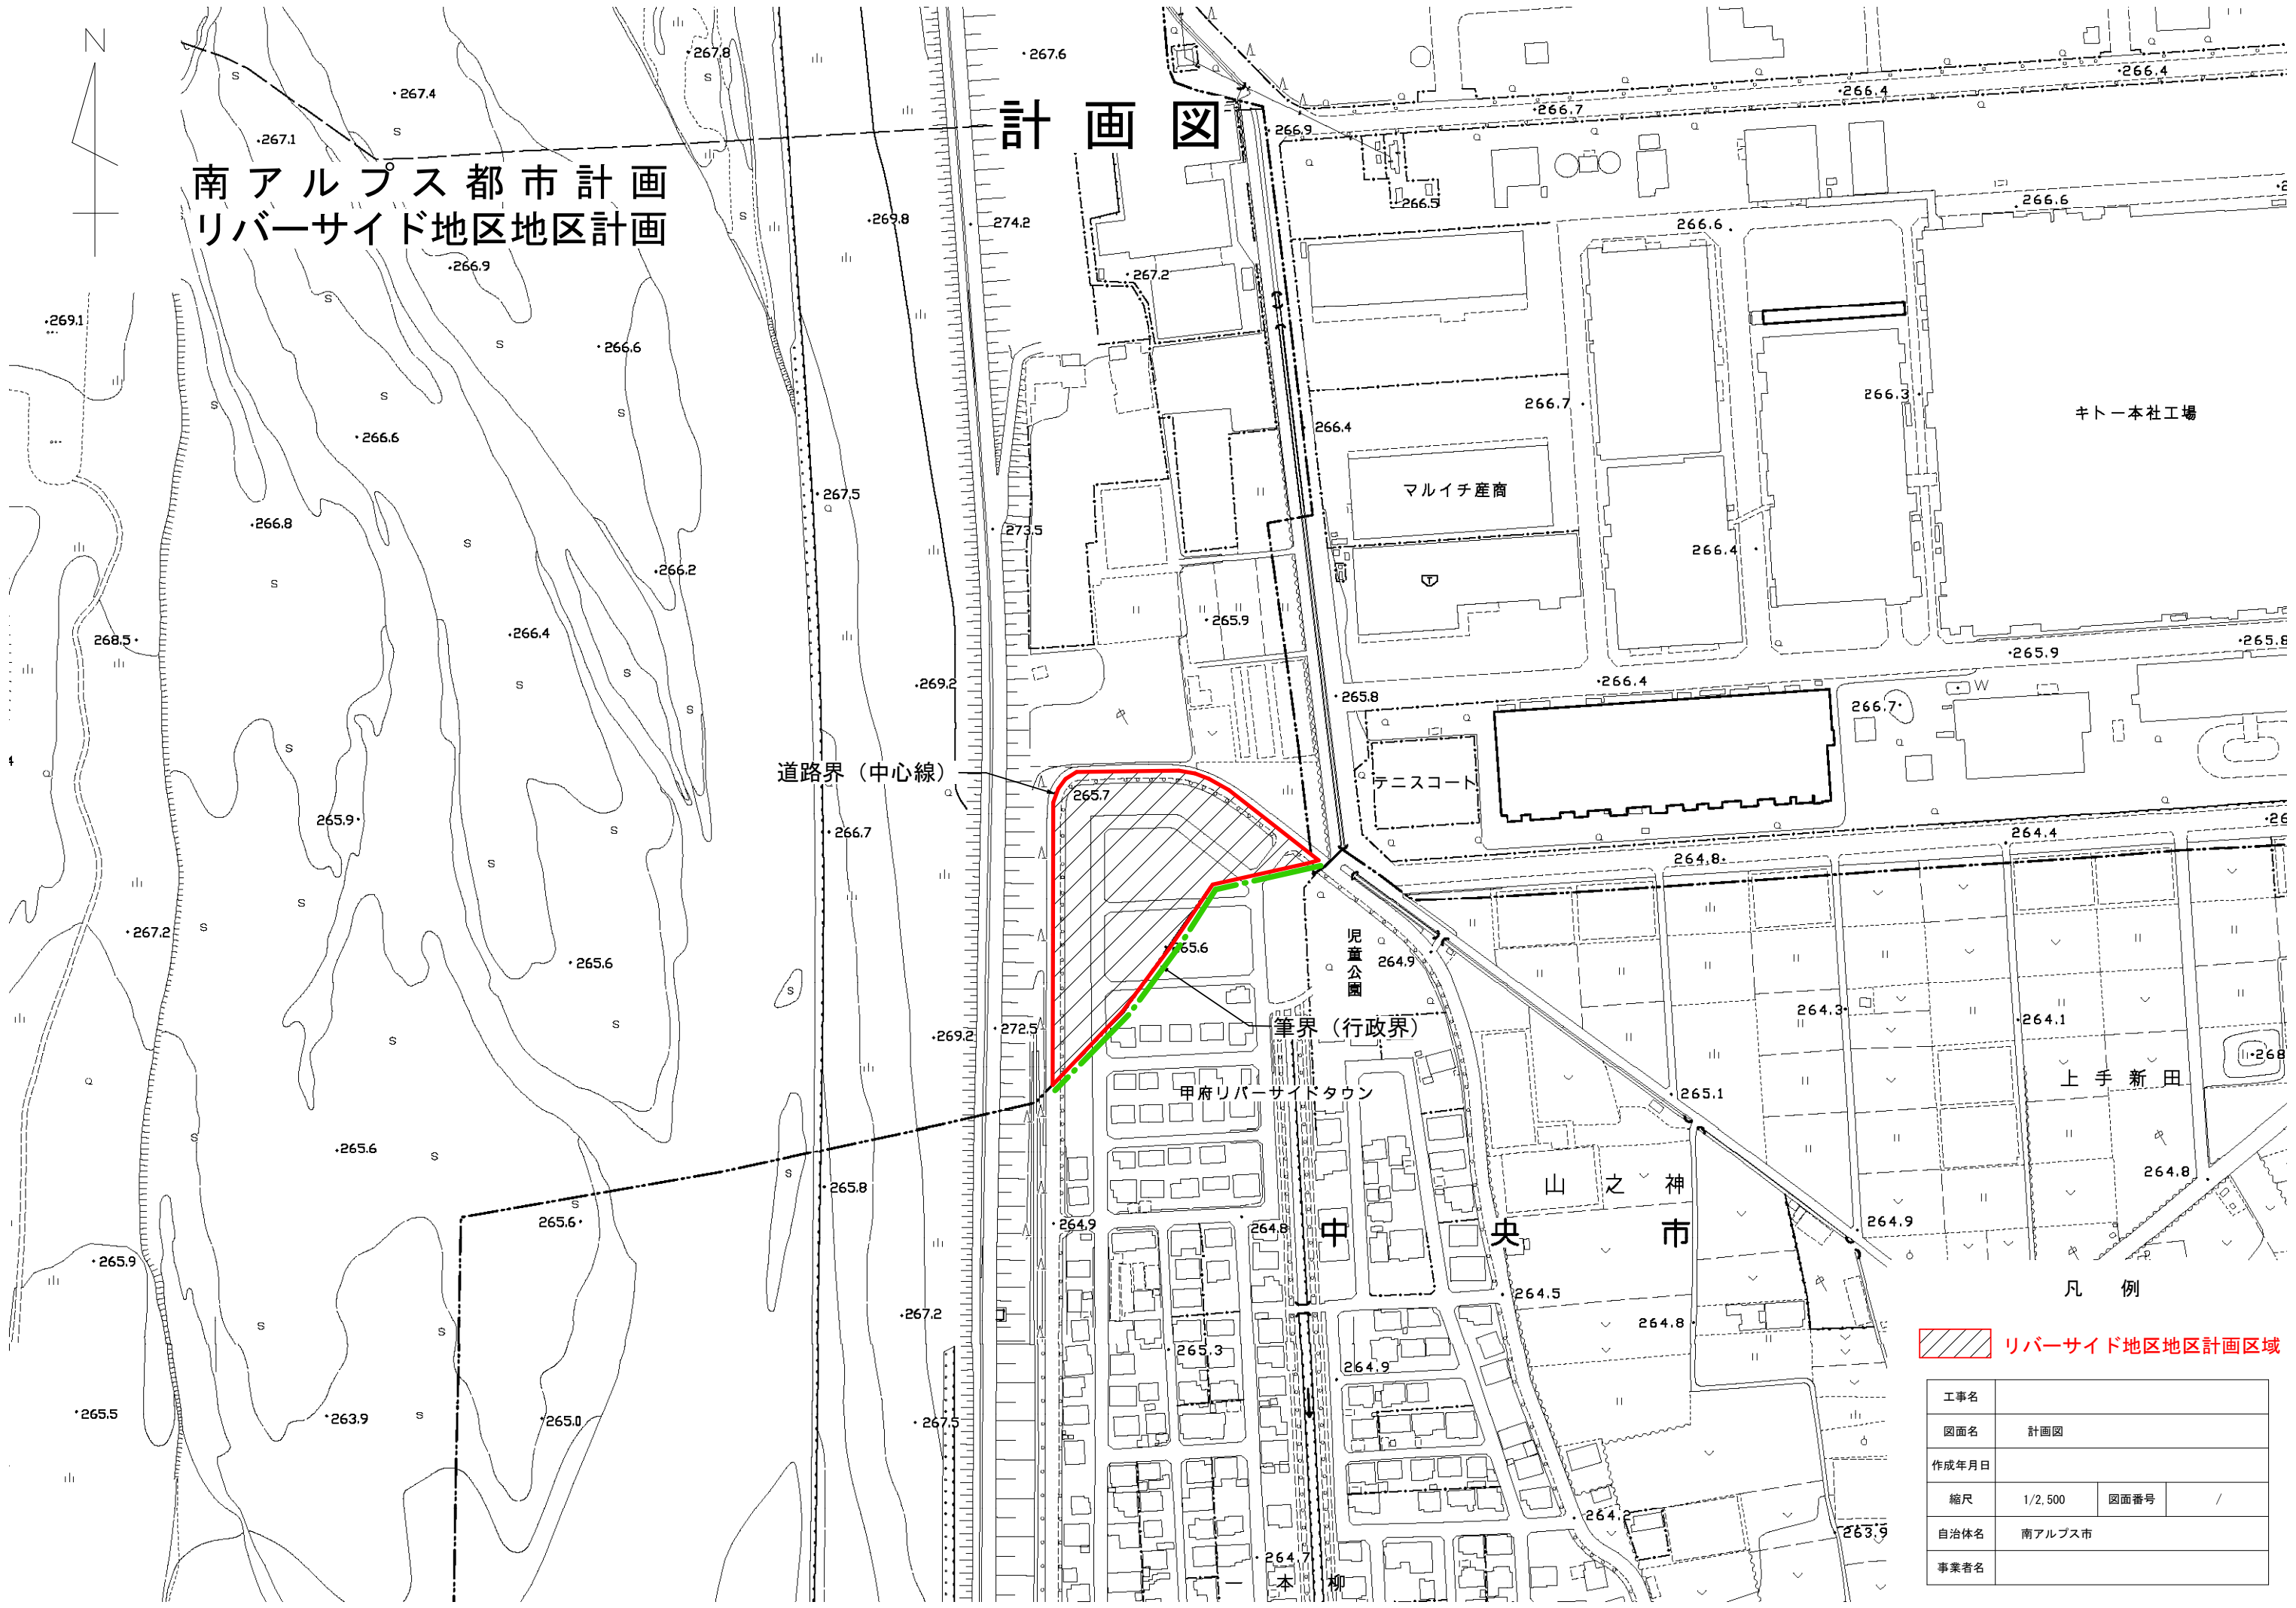 N
計画図
南アルプス都市計画
リバーサイド地区地区計画
267.8
267.6
267.4
267.1
266.9
266.7
266.4
266.4
266.5
266.6
266.6
269.8
274.2
267.2
266.9
269.1
266.6
266.6
266.7
266.3
キトー本社工場
266.4
マルイチ産商
267.5
266.8
273.5
266.4
266.2
265.9
266.4
268.5
265.8
265.9
266.4
269.2
265.8
266.7
W
道路界（中心線）
265.7
テニスコート
265.9
266.7
264.4
264.8
267.2
265.6
265.6
児童公園
264.9
264.3
264.1
269.2
272.5
筆界（行政界）
268
上手新田
甲府リバーサイドタウン
265.1
265.6
265.8
山之神
264.8
265.6
264.9
264.8
中央市
264.9
265.9
267.2
264.5
264.8
265.3
264.9
265.5
263.9
265.0
267.5
264.2
263.9
264.7
一本柳
凡例
リバーサイド地区地区計画区域
工事名
図面名 計画図
作成年月日
縮尺 1/2,500 図面番号 /
自治体名 南アルプス市
事業者名